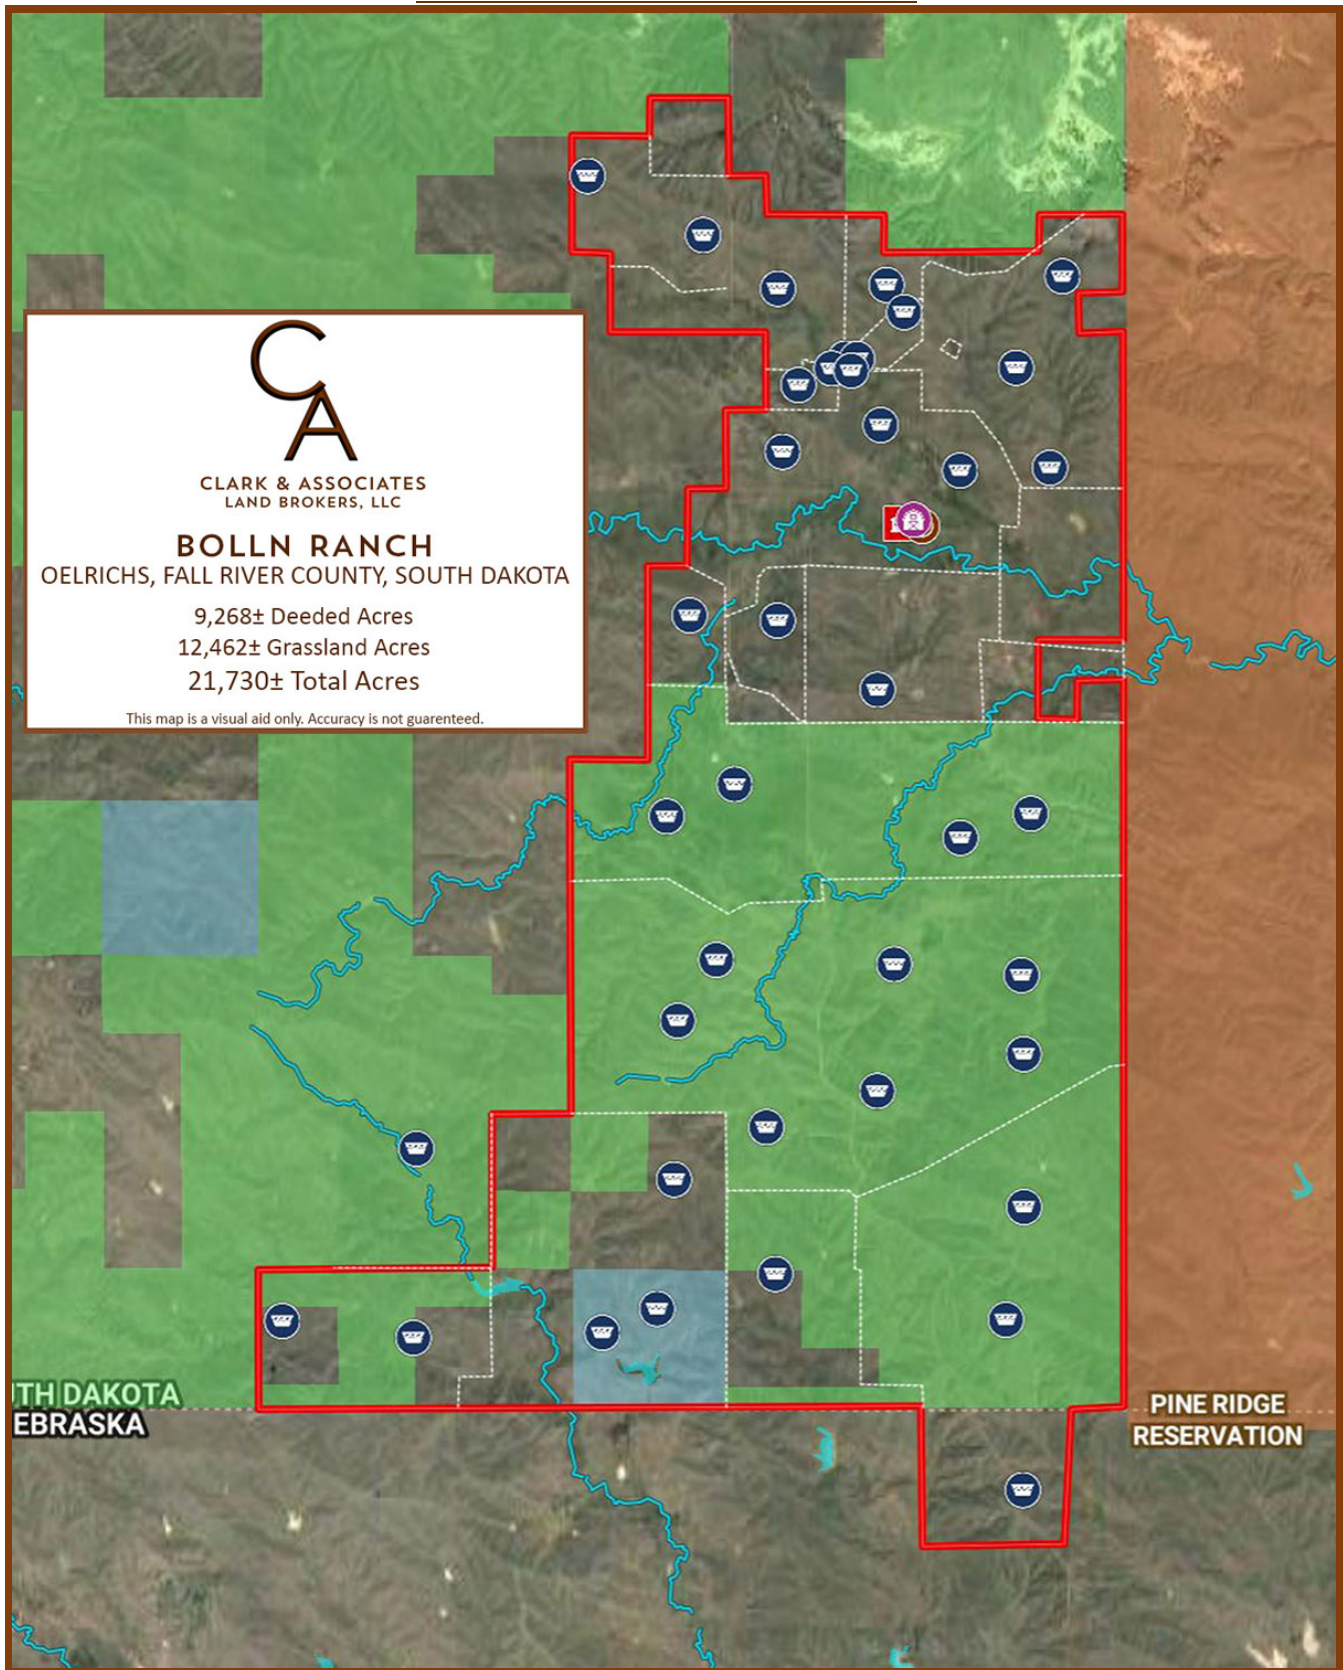 CA
CLARK & ASSOCIATES
LAND BROKERS, LLC
BOLLN RANCH
OELRICHS, FALL RIVER COUNTY, SOUTH DAKOTA
9,268± Deeded Acres
12,462± Grassland Acres
21,730± Total Acres
This map is a visual aid only. Accuracy is not guarenteed.
TH DAKOTA
EBRASKA
PINE RIDGE
RESERVATION